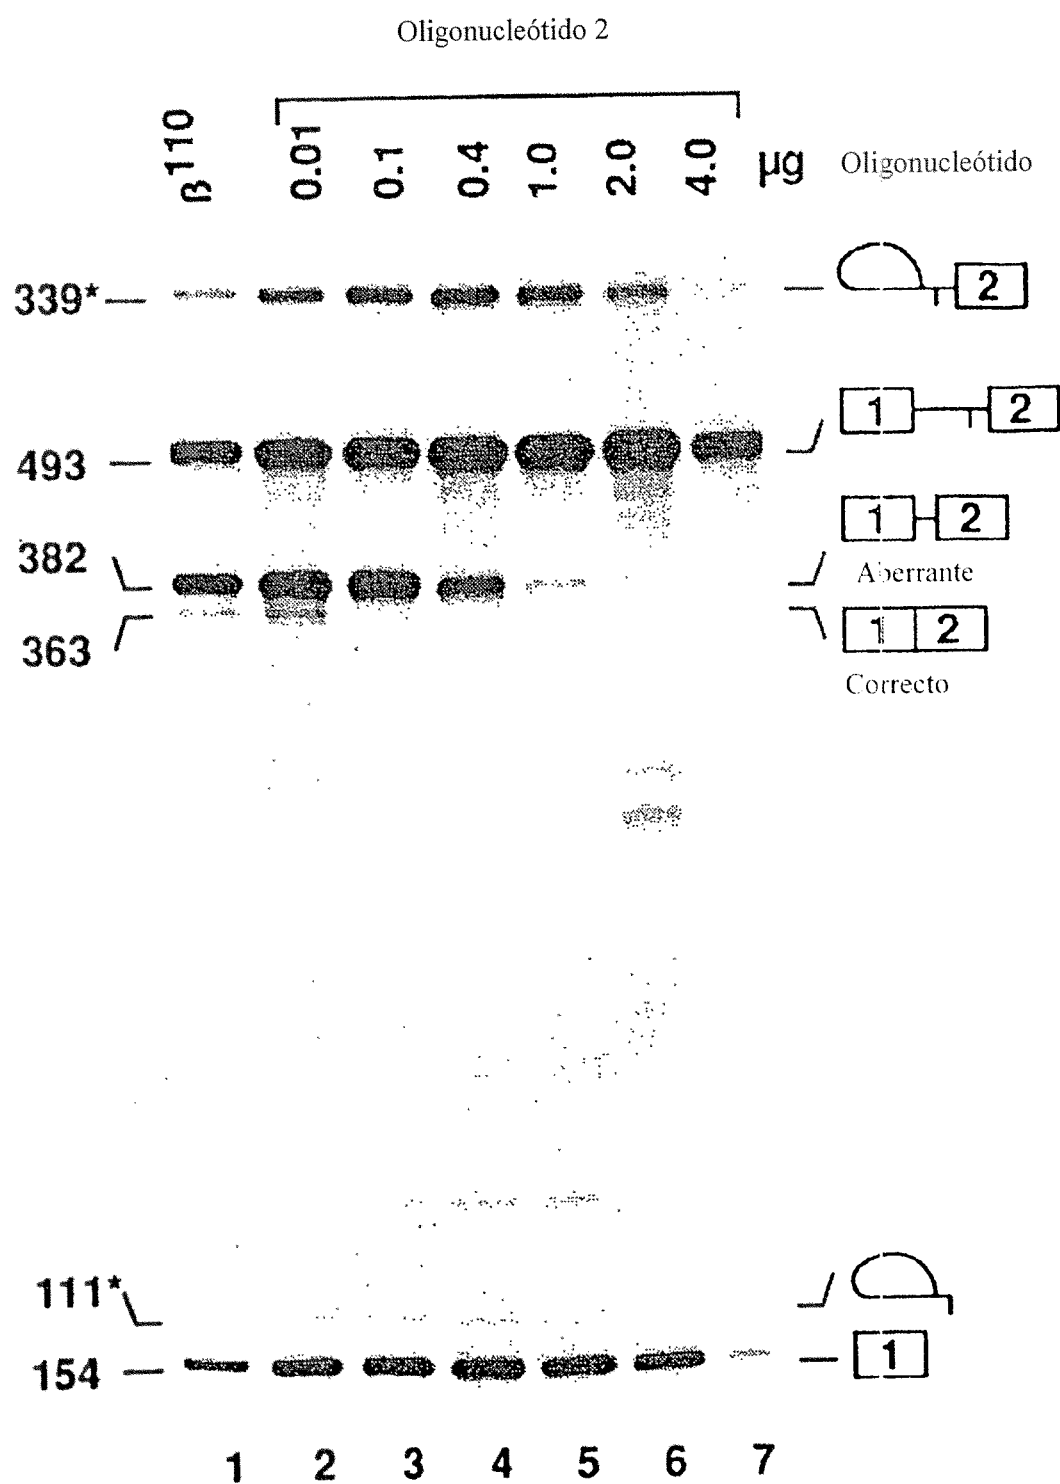 Oligonucleótido 2
ß110 0.01 0.1 0.4 1.0 2.0 4.0 µg Oligonucleótido
339* 2
493 1 2
382 1 2
Aberrante
363 1 2
Correcto
111*
154 1
1 2 3 4 5 6 7